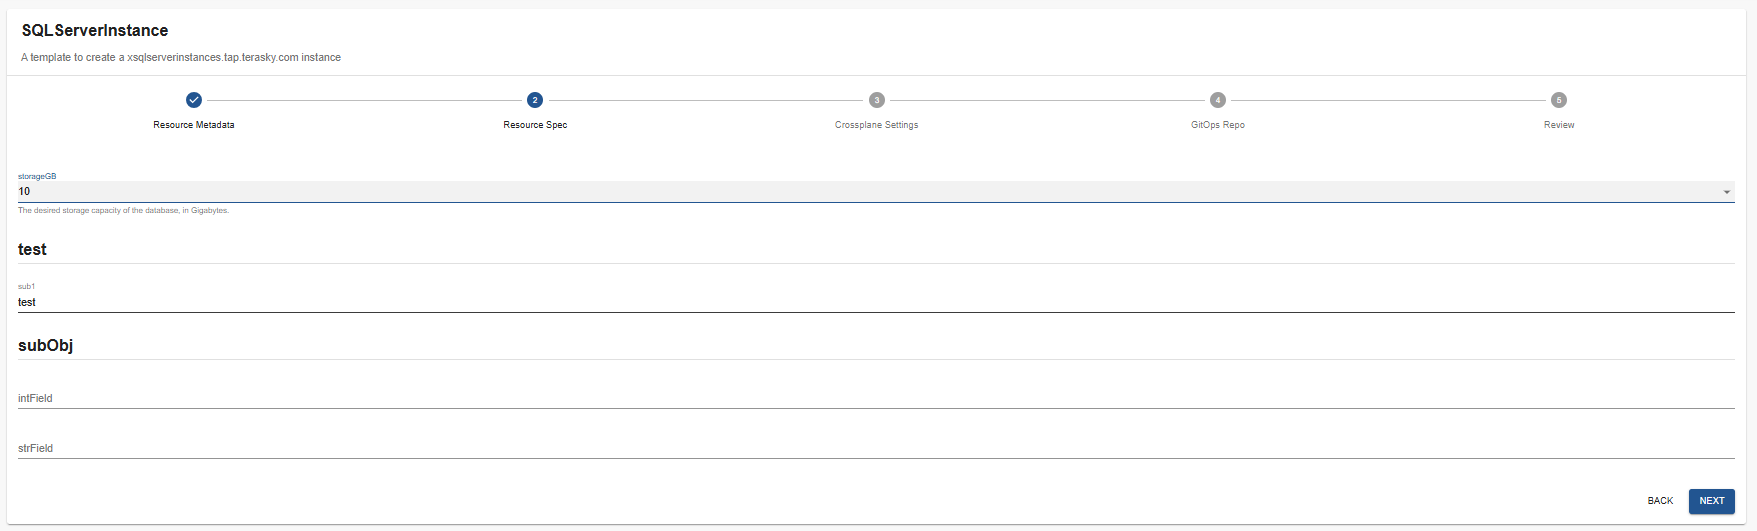 SQLServerInstance
A template to create a xsqlserverinstances.tap.terasky.com instance
2
3
4
5
Resource Metadata
Resource Spec
Crossplane Settings
GitOps Repo
Review
storageGB
10
The desired storage capacity of the database, in Gigabytes.
test
sub1
test
subObj
intField
strField
BACK
NEXT